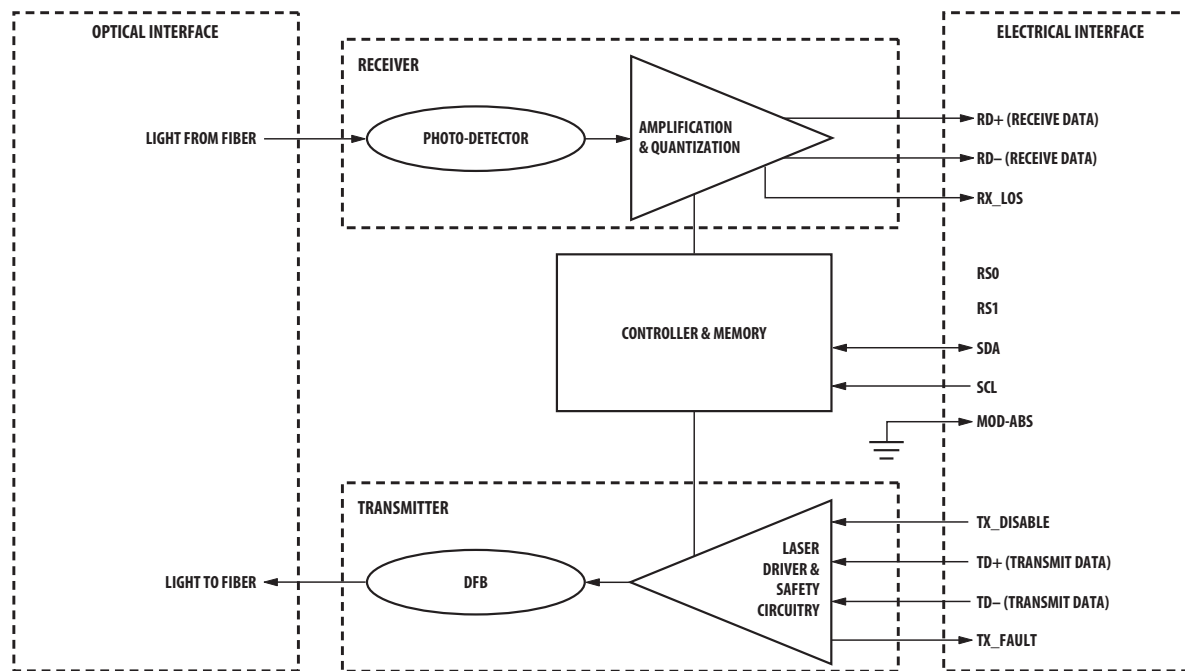 OPTICAL INTERFACE
ELECTRICAL INTERFACE
RECEIVER
LIGHT FROM FIBER
PHOTO-DETECTOR
AMPLIFICATION
& QUANTIZATION
RD+ (RECEIVE DATA)
RD– (RECEIVE DATA)
RX_LOS
RS0
RS1
CONTROLLER & MEMORY
SDA
SCL
MOD-ABS
TRANSMITTER
LIGHT TO FIBER
DFB
LASER
DRIVER &
SAFETY
CIRCUITRY
TX_DISABLE
TD+ (TRANSMIT DATA)
TD– (TRANSMIT DATA)
TX_FAULT